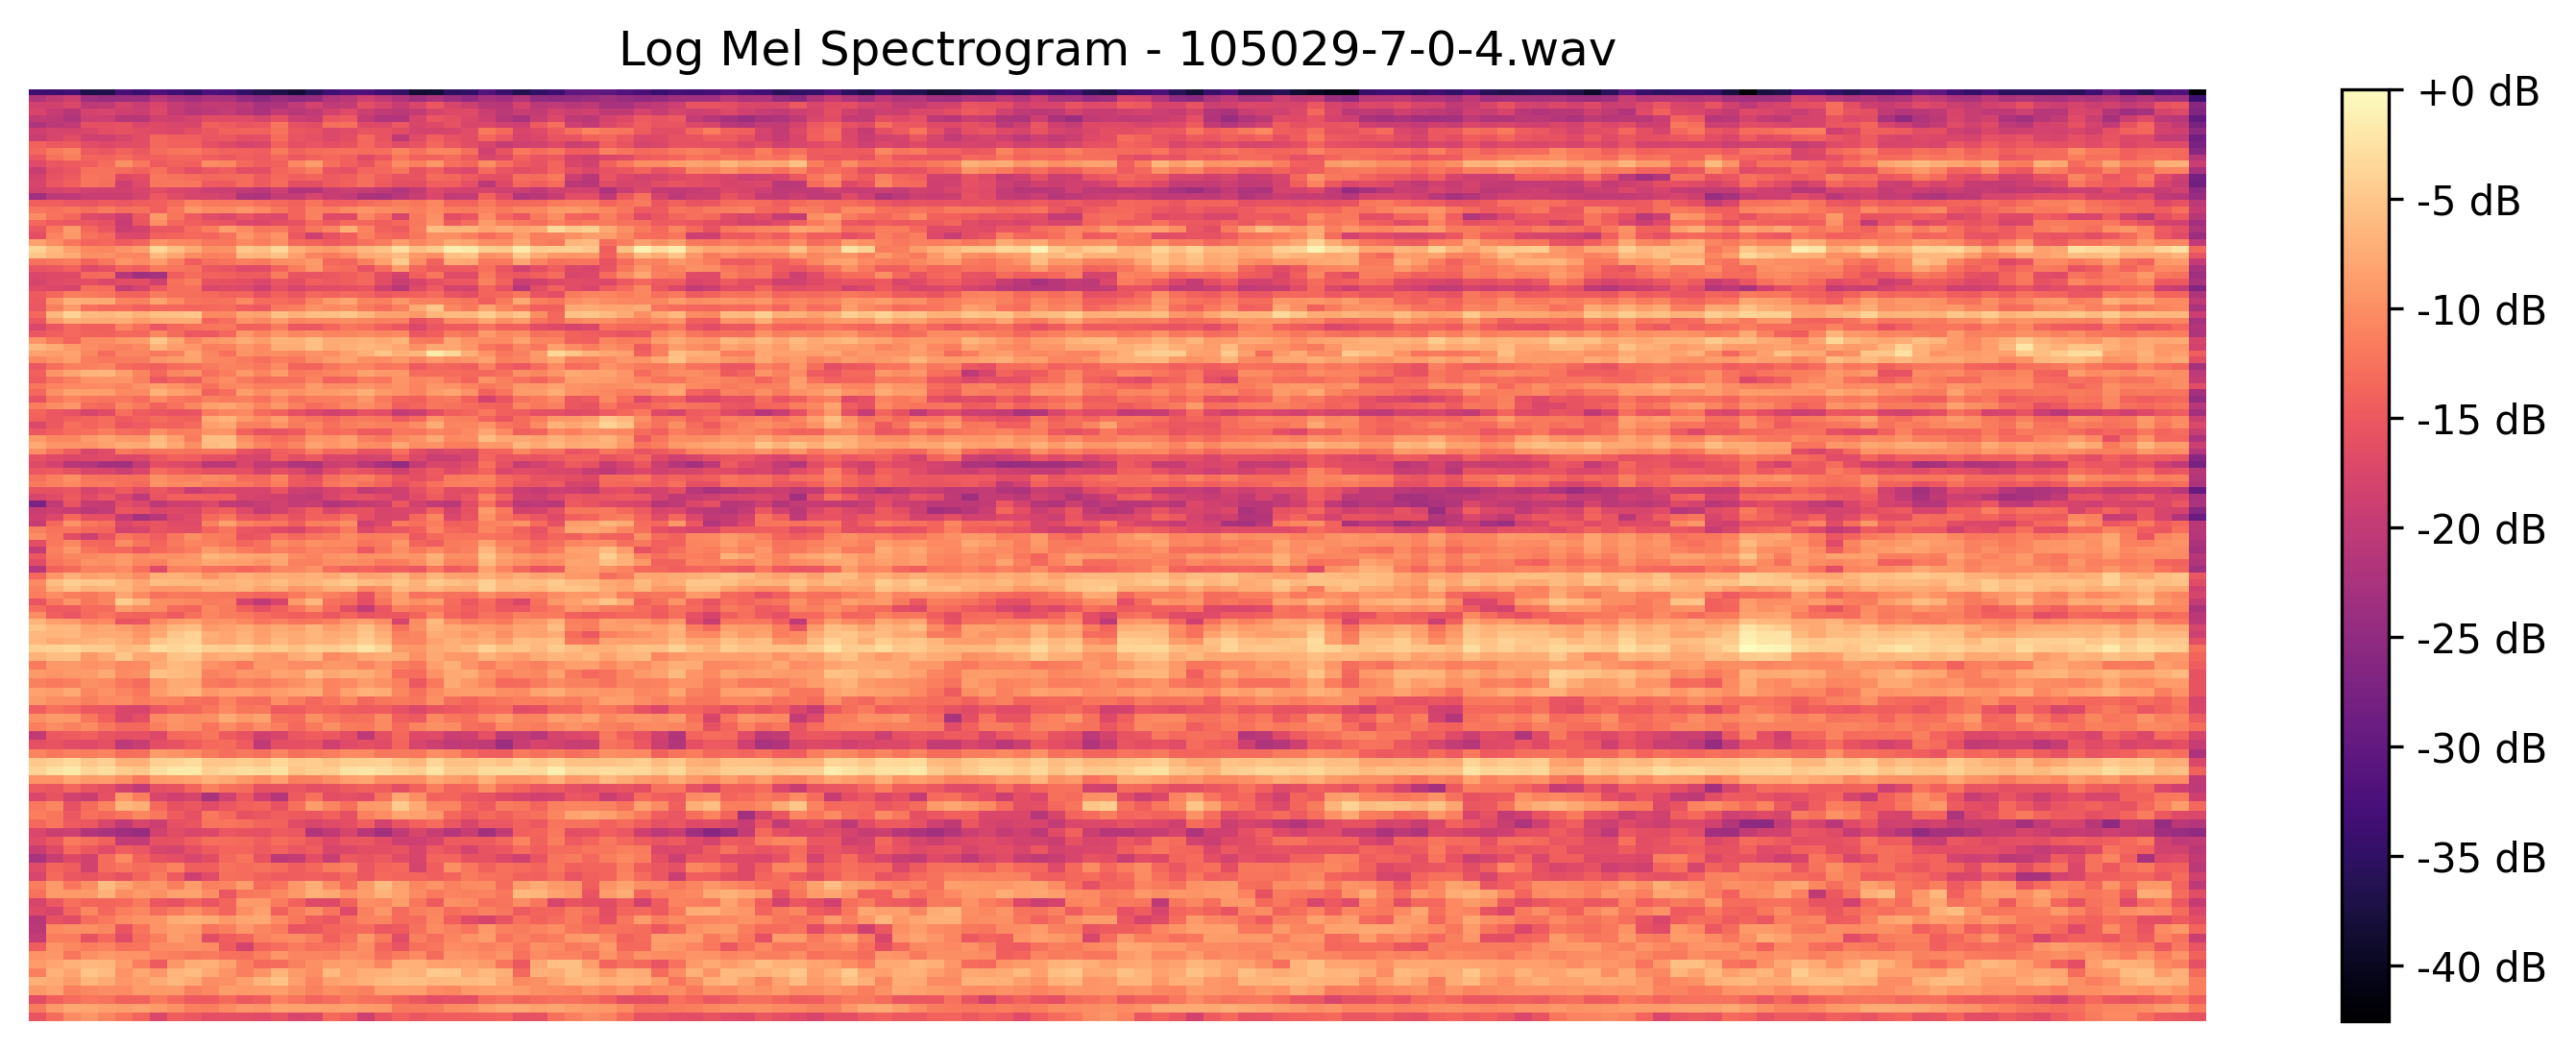 Log Mel Spectrogram - 105029-7-0-4.wav
+0 dB
-5 dB
-10 dB
-15 dB
-20 dB
-25 dB
-30 dB
-35 dB
-40 dB